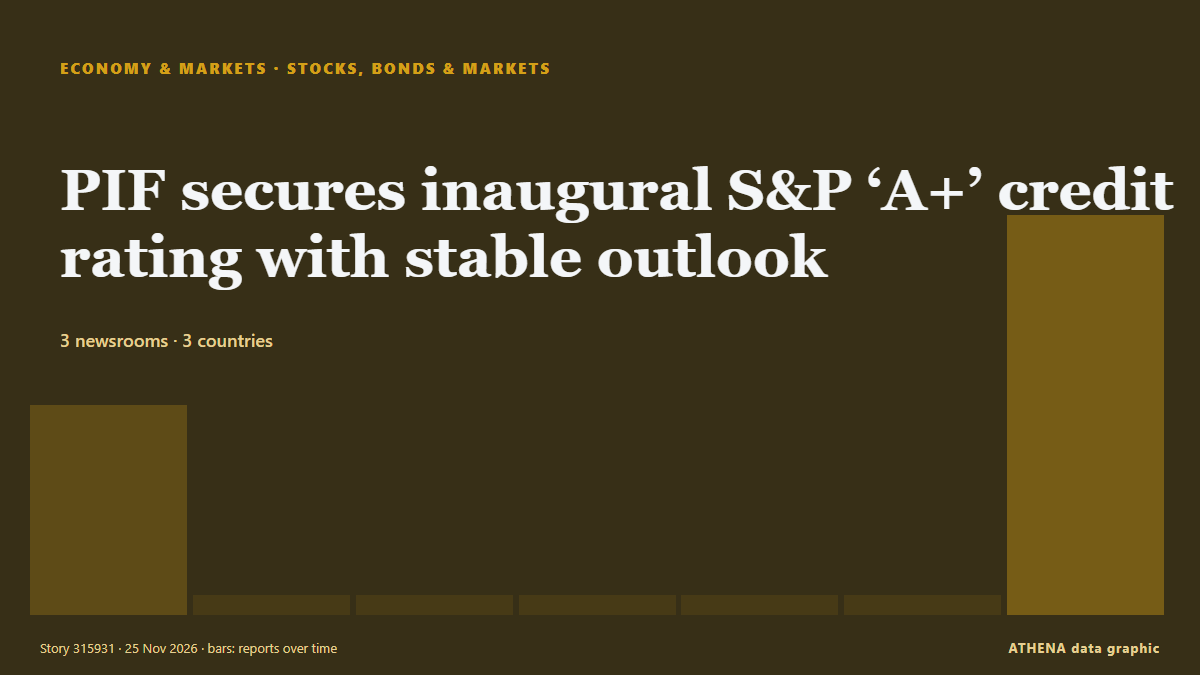 ECONOMY & MARKETS · STOCKS, BONDS & MARKETS
PIF secures inaugural S&P ‘A+’ credit
rating with stable outlook
3 newsrooms · 3 countries
Story 315931 · 25 Nov 2026 · bars: reports over time
ATHENA data graphic